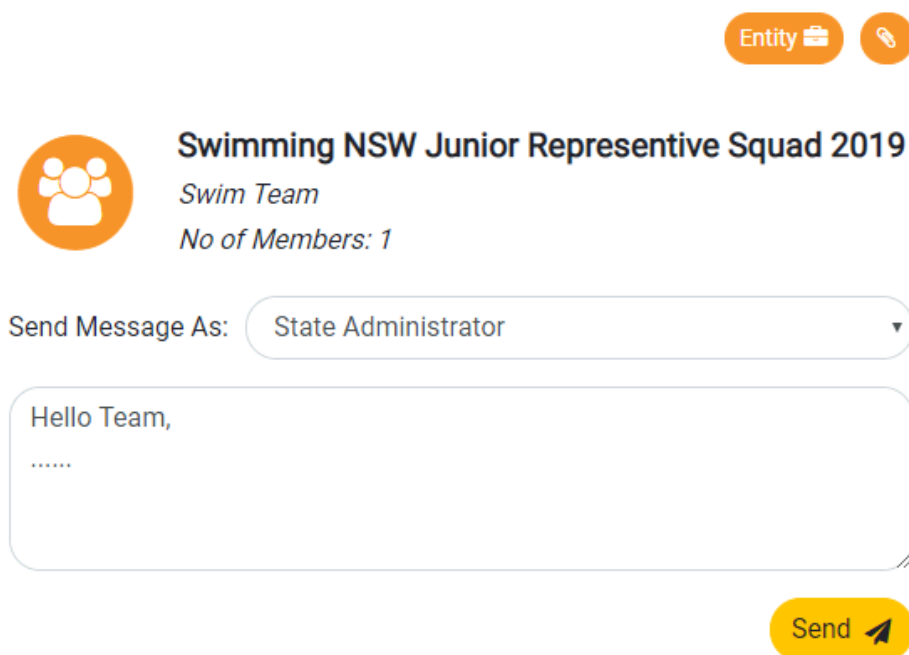 Entity
Swimming NSW Junior Representive Squad 2019
Swim Team
No of Members: 1
Send Message As: State Administrator
Hello Team,
......
Send